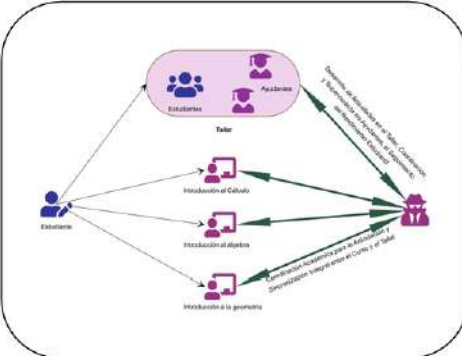 Ayudantes
Estudiantes
Taller
Desarrollo de Actividades en el Taller, Coordinación
y Supervisión de los Ayudantes, el Seguimiento
del Rendimiento Estudiantil
Introducción al Cálculo
Estudiante
Introducción al álgebra
Introducción a la geometría
Coordinación Académica para la Articulación y
Sincronización Integral entre el Curso y el Taller